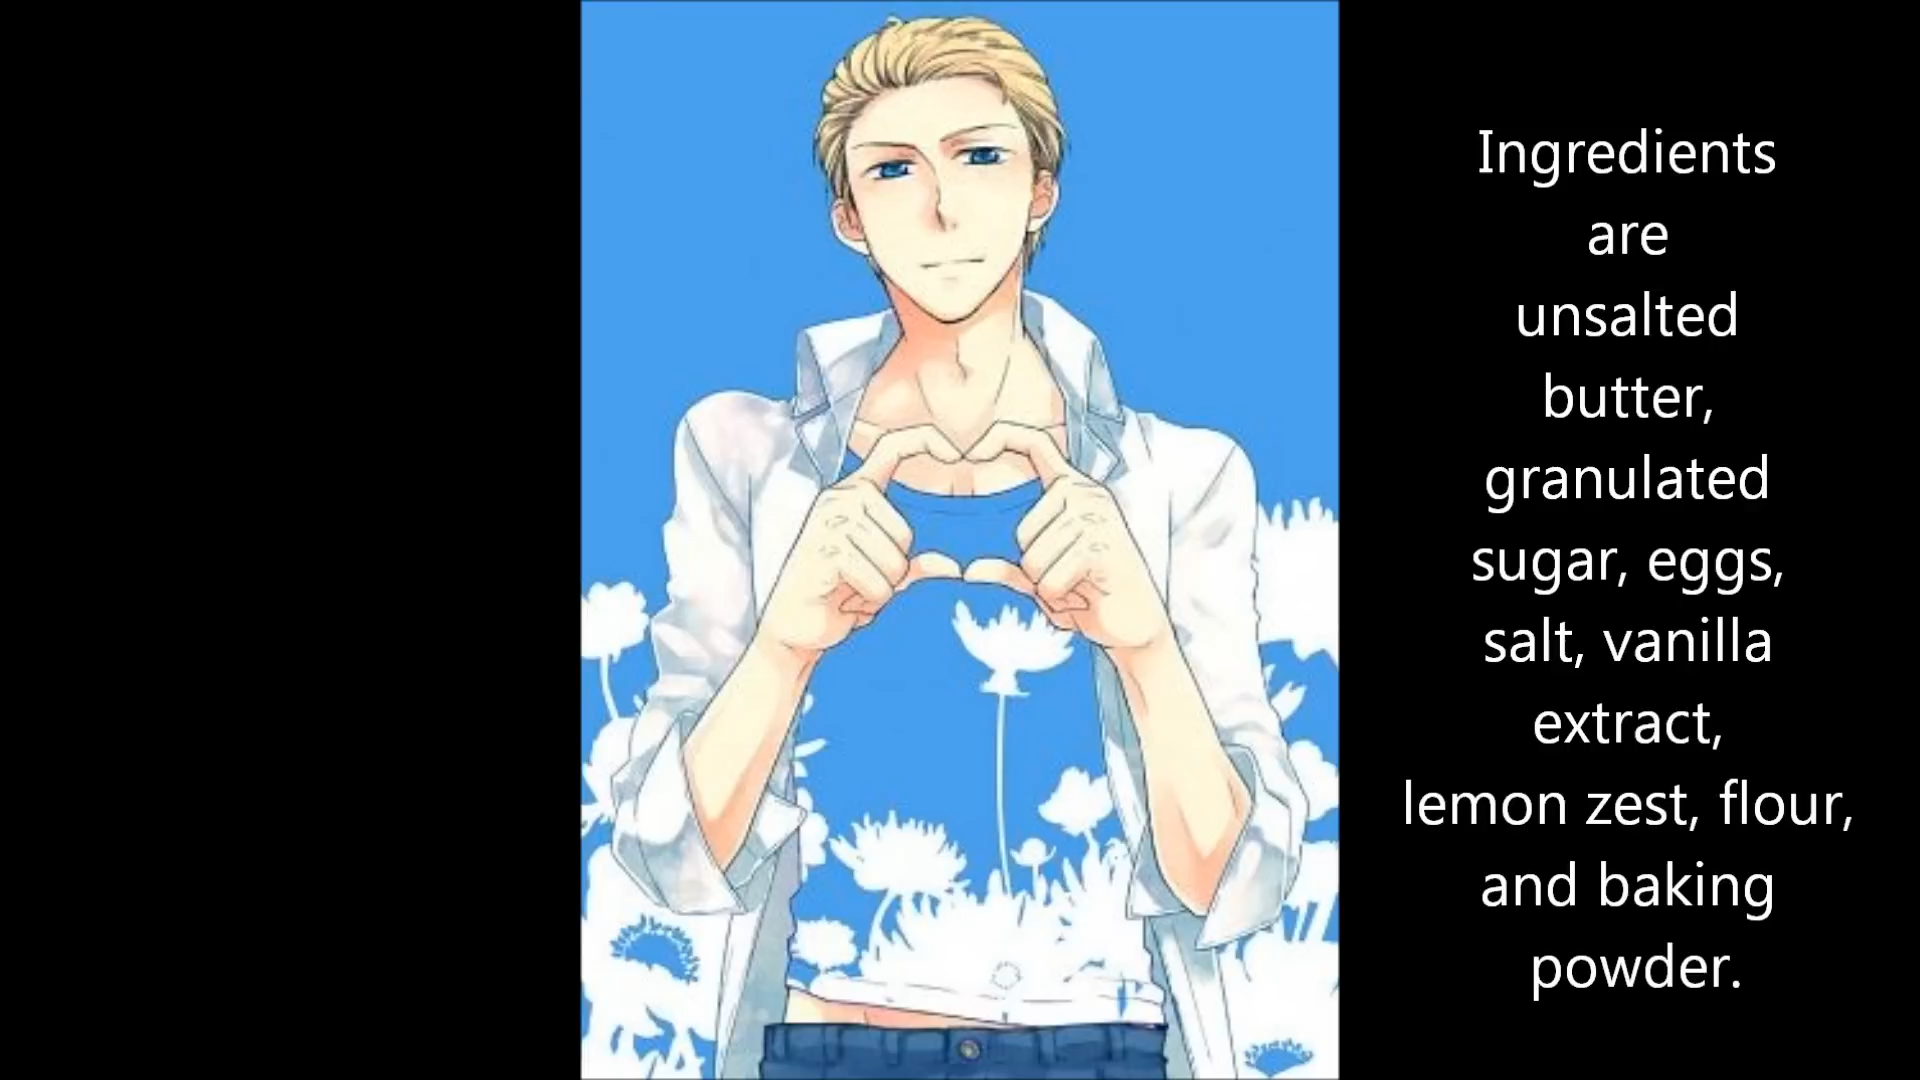 Ingredients
are
unsalted
butter,
granulated
sugar, eggs,
salt, vanilla
extract,
lemon zest, flour,
and baking
powder.